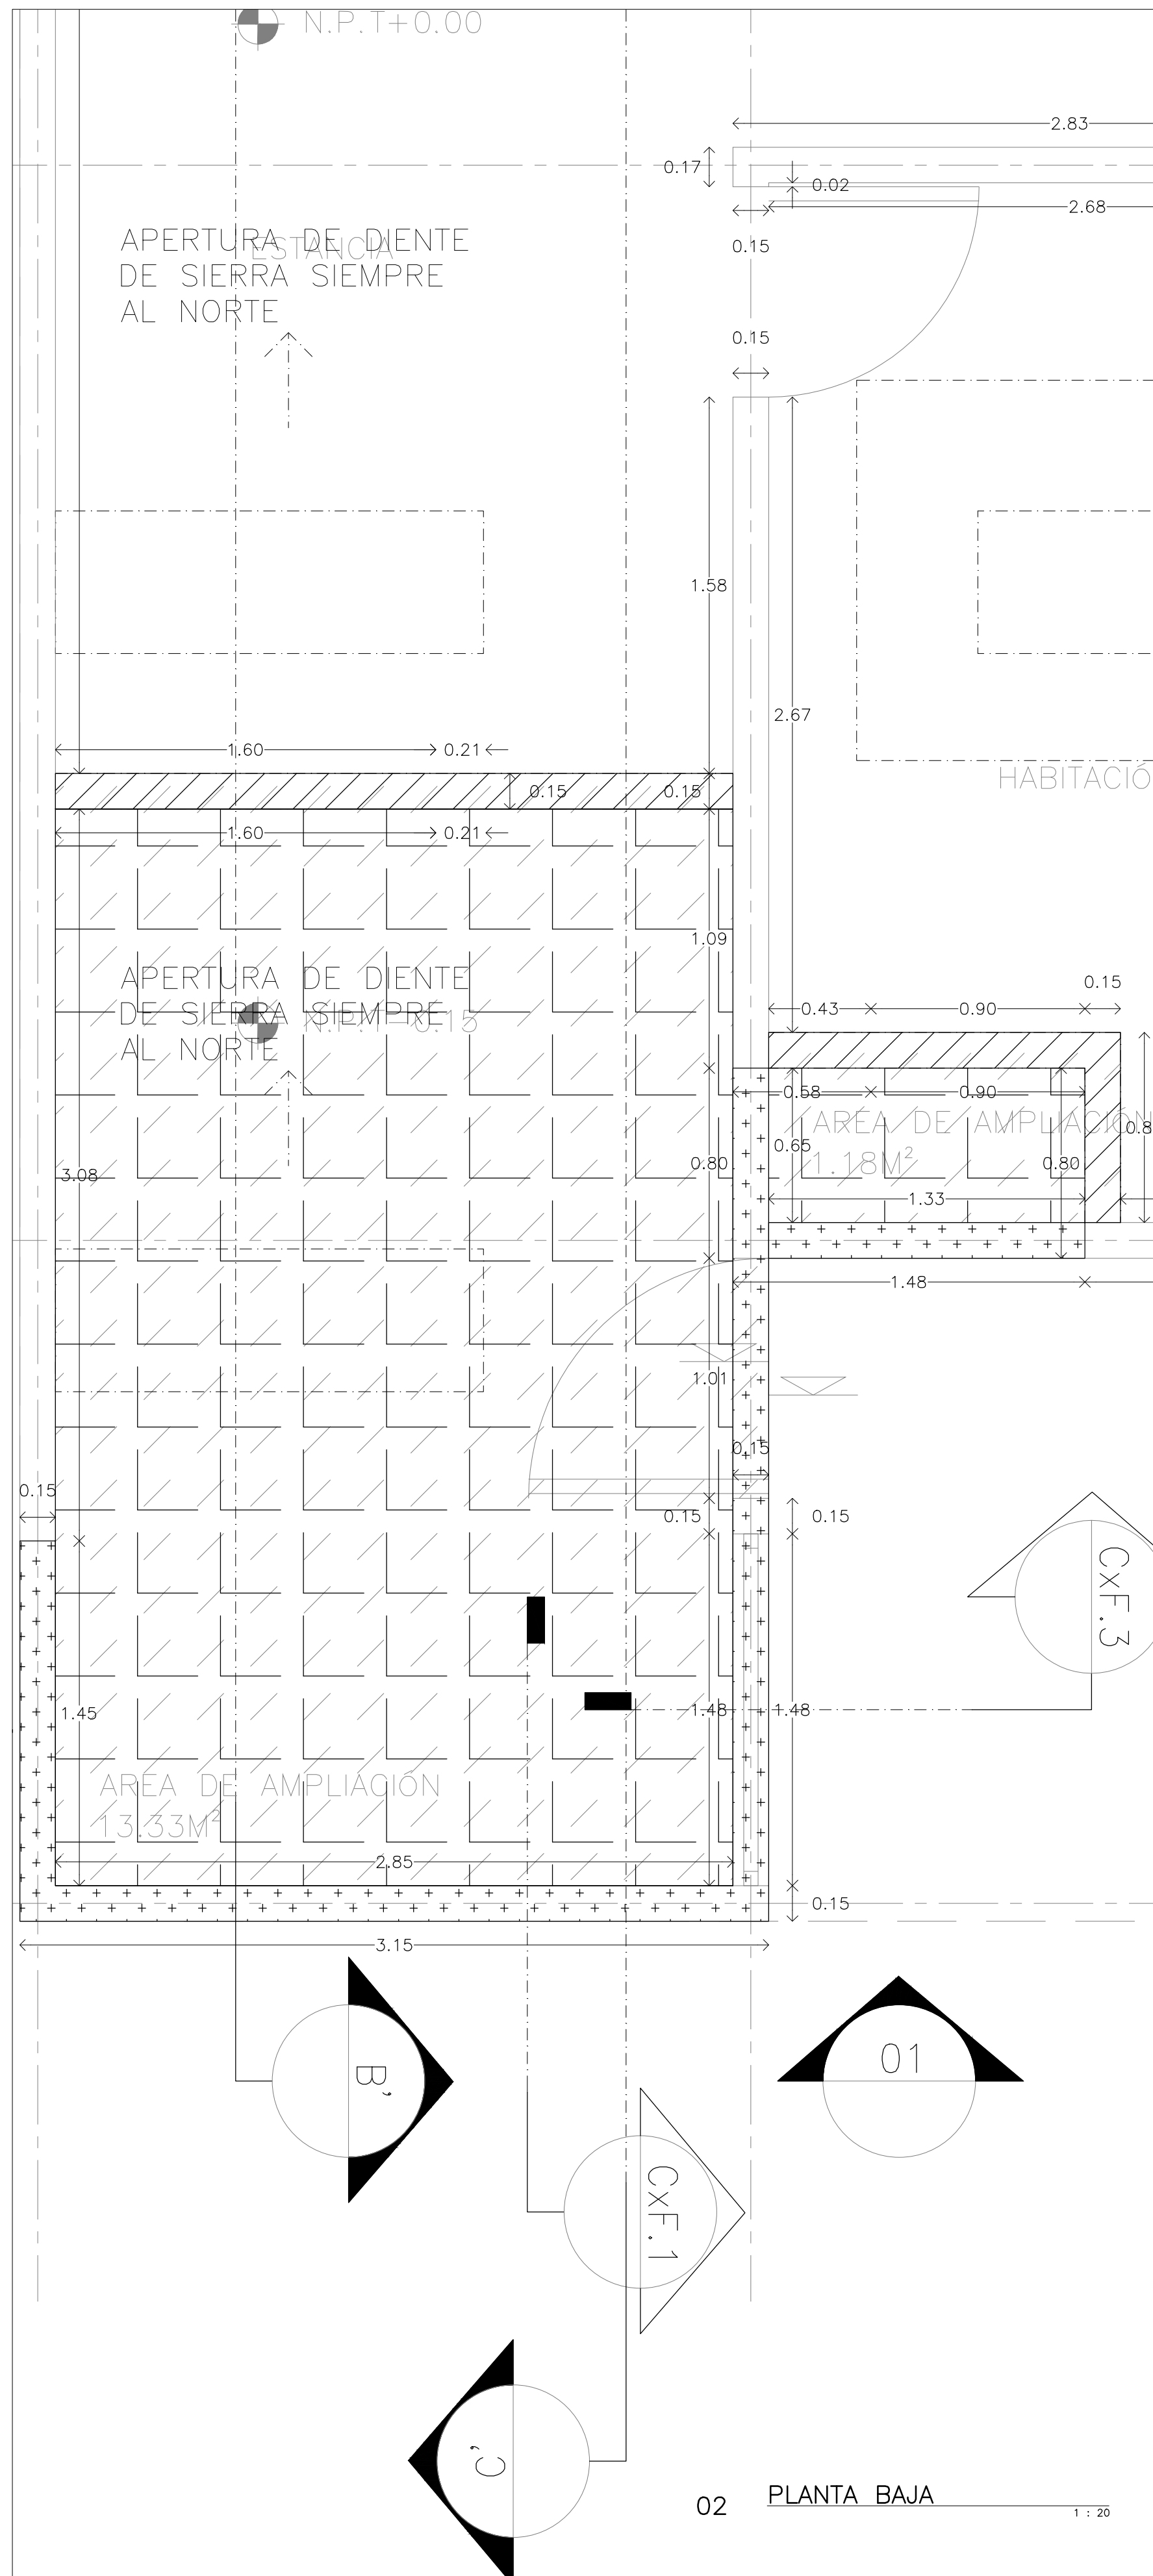 N.P.T+0.00
2.83
0.17
0.02
2.68
0.15
APERTURA DE DIENTE
DE SIERRA SIEMPRE
AL NORTE
ESTANCIA
0.15
1.58
2.67
1.60
0.21
HABITACIÓ
0.15
0.15
1.60
0.21
1.09
APERTURA DE DIENTE
DE SIERRA SIEMPRE
AL NORTE
0.15
0.43
0.90
0.58
0.90
AREA DE AMPLIACIÓN
1.18M²
0.8
0.65
0.80
0.80
3.08
1.33
1.48
1.01
0.15
0.15
0.15
0.15
CxF.3
1.45
1.48
1.48
AREA DE AMPLIACIÓN
13.33M²
2.85
0.15
3.15
01
B'
CxF.1
C'
02
PLANTA BAJA
1 : 20